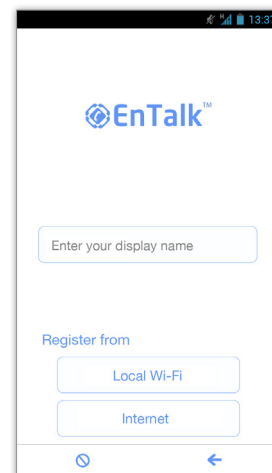 13:37
EnTalk™
Enter your display name
Register from
Local Wi-Fi
Internet